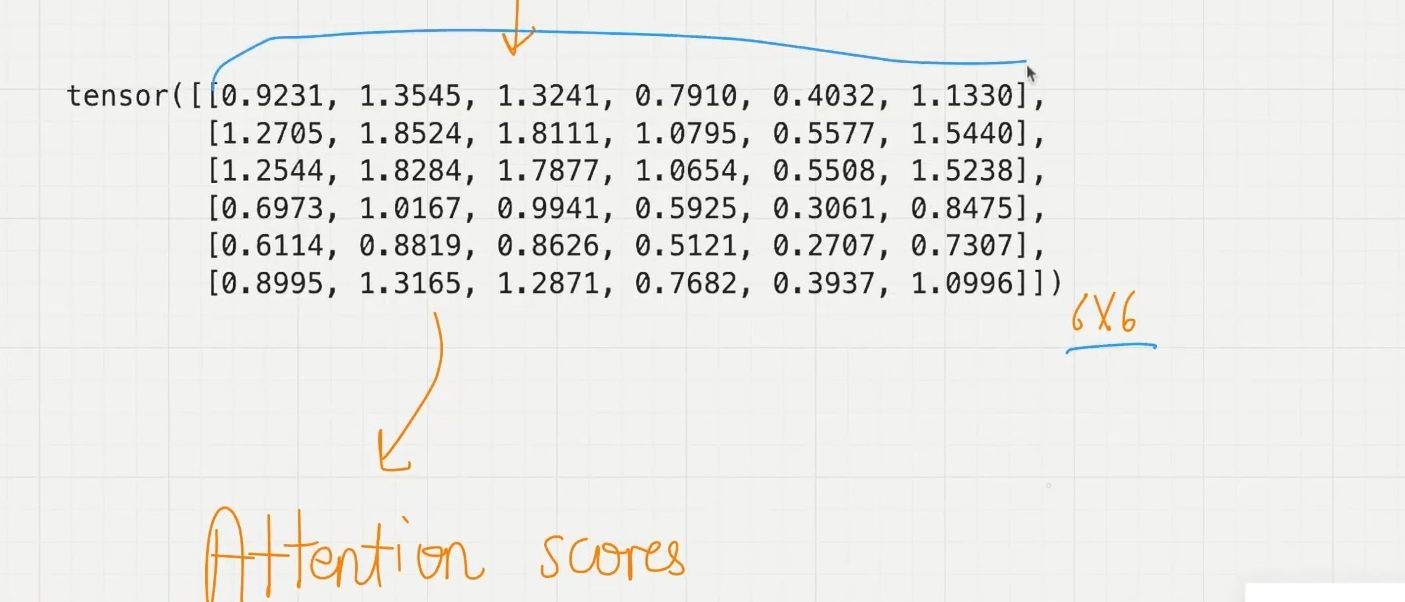 tensor([[0.9231, 1.3545, 1.3241, 0.7910, 0.4032, 1.1330],
[1.2705, 1.8524, 1.8111, 1.0795, 0.5577, 1.5440],
[1.2544, 1.8284, 1.7877, 1.0654, 0.5508, 1.5238],
[0.6973, 1.0167, 0.9941, 0.5925, 0.3061, 0.8475],
[0.6114, 0.8819, 0.8626, 0.5121, 0.2707, 0.7307],
[0.8995, 1.3165, 1.2871, 0.7682, 0.3937, 1.0996]])
6X6
Attention scores